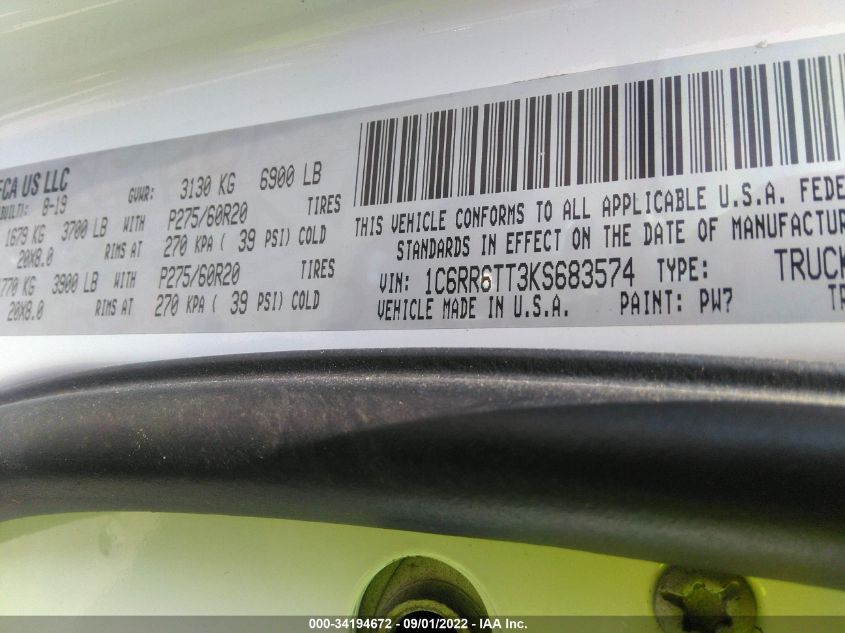 FCA US LLC
BUILT): 8-19 GVWR: 3130 KG 6900 LB
1679 KG 3700 LB WITH P275/60R20 TIRES
20X8.0 RIMS AT 270 KPA ( 39 PSI) COLD
770 KG 3900 LB WITH P275/60R20 TIRES
20X8.0 RIMS AT 270 KPA ( 39 PSI) COLD
THIS VEHICLE CONFORMS TO ALL APPLICABLE U.S.A. FEDE
STANDARDS IN EFFECT ON THE DATE OF MANUFACTUR
VIN: 1C6RR6TT3KS683574 TYPE: TRUCK
VEHICLE MADE IN U.S.A. PAINT: PW7 TR
000-34194672 - 09/01/2022 - IAA Inc.